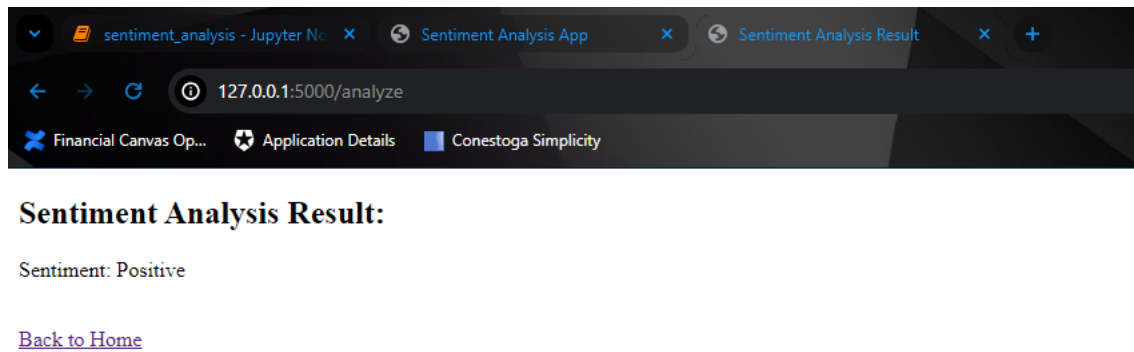 sentiment_analysis - Jupyter No
Sentiment Analysis App
Sentiment Analysis Result
127.0.0.1:5000/analyze
Financial Canvas Op...
Application Details
Conestoga Simplicity
Sentiment Analysis Result:
Sentiment: Positive
Back to Home